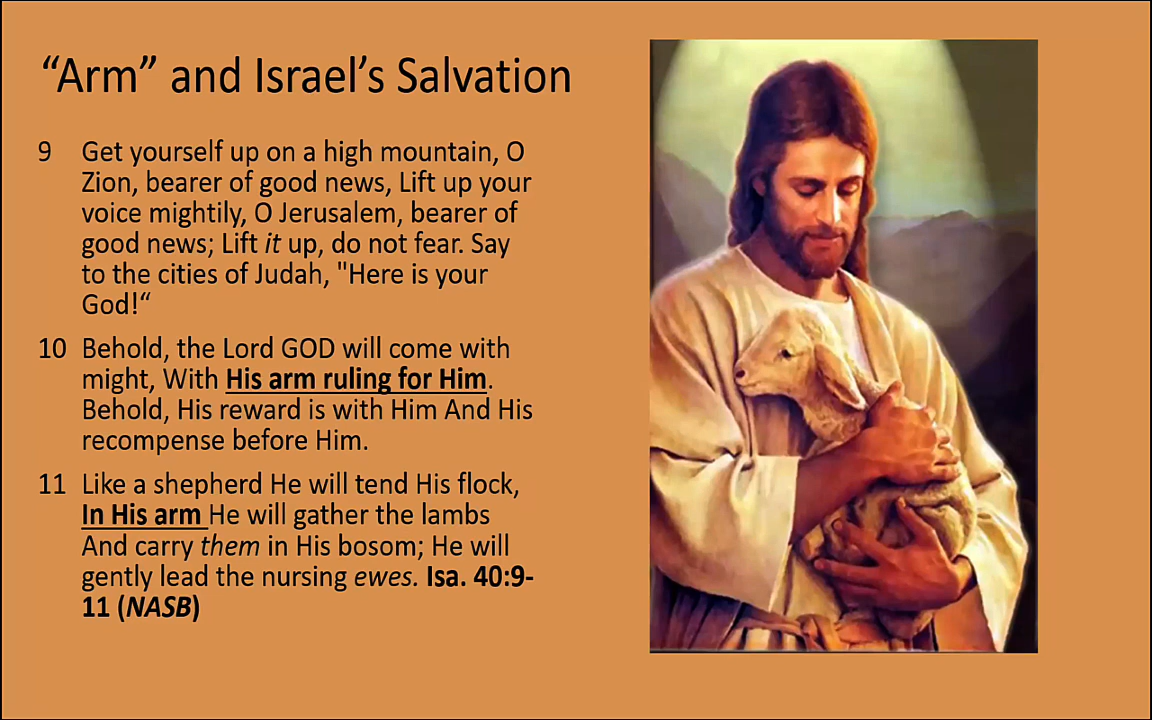 “Arm” and Israel’s Salvation
9 Get yourself up on a high mountain, O
Zion, bearer of good news, Lift up your
voice mightily, O Jerusalem, bearer of
good news; Lift it up, do not fear. Say
to the cities of Judah, "Here is your
God!“
10 Behold, the Lord GOD will come with
might, With His arm ruling for Him.
Behold, His reward is with Him And His
recompense before Him.
11 Like a shepherd He will tend His flock,
In His arm He will gather the lambs
And carry them in His bosom; He will
gently lead the nursing ewes. Isa. 40:9-
11 (NASB)